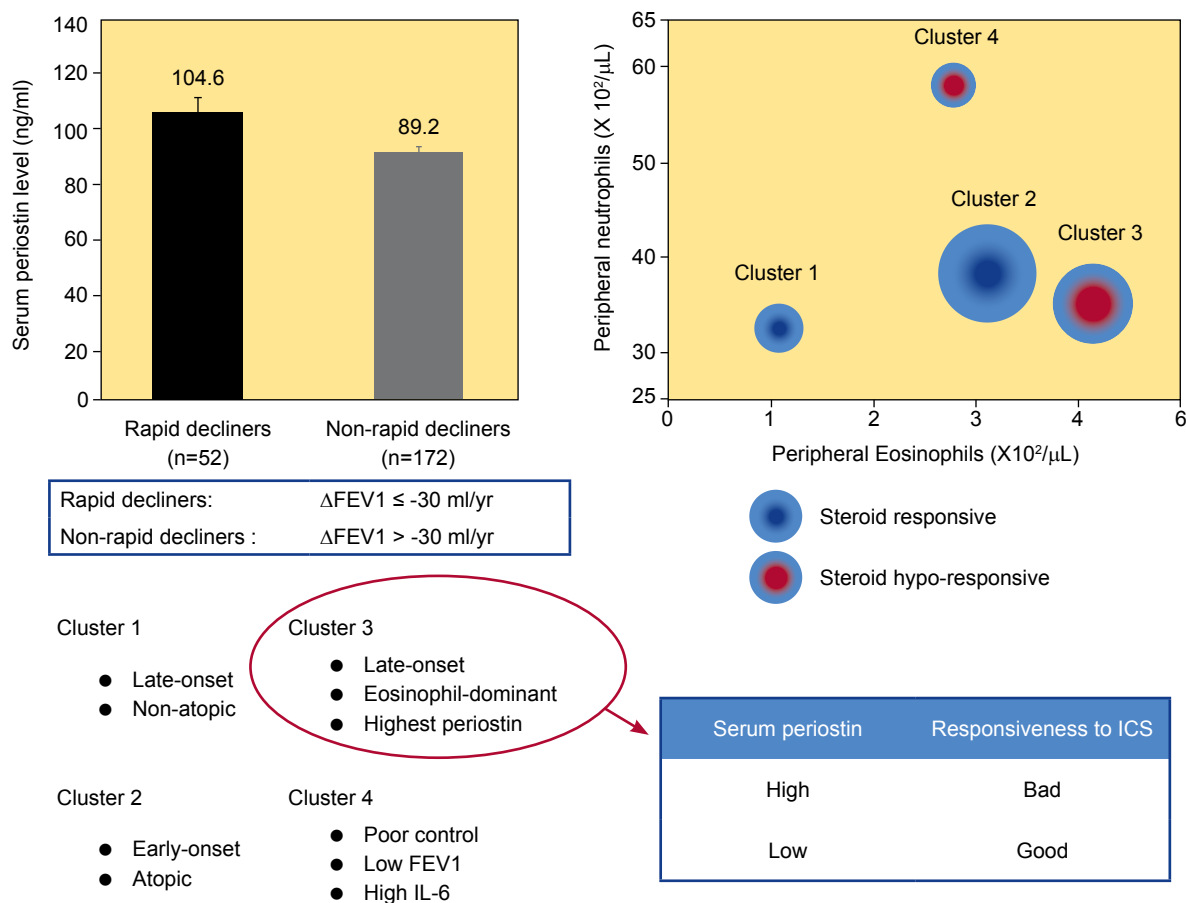 Serum periostin level (ng/ml)
140
120
100
80
60
40
20
0
104.6
89.2
Rapid decliners
(n=52)
Non-rapid decliners
(n=172)
Rapid decliners: ΔFEV1 ≤ -30 ml/yr
Non-rapid decliners : ΔFEV1 > -30 ml/yr
Peripheral neutrophils (X 10²/μL)
65
60
50
40
30
25
Cluster 4
Cluster 2
Cluster 3
Cluster 1
0 1 2 3 4 5 6
Peripheral Eosinophils (X10²/μL)
Steroid responsive
Steroid hypo-responsive
Cluster 1
● Late-onset
● Non-atopic
Cluster 3
● Late-onset
● Eosinophil-dominant
● Highest periostin
Cluster 2
● Early-onset
● Atopic
Cluster 4
● Poor control
● Low FEV1
● High IL-6
Serum periostin Responsiveness to ICS
High Bad
Low Good